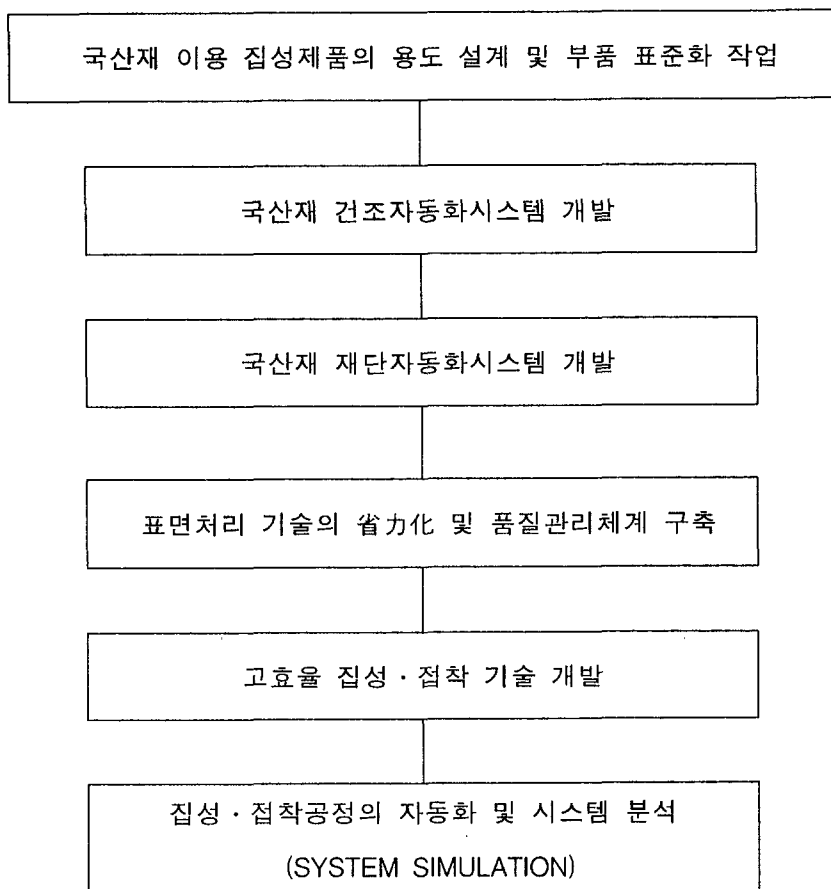 국산재 이용 집성제품의 용도 설계 및 부품 표준화 작업
국산재 건조자동화시스템 개발
국산재 재단자동화시스템 개발
표면처리 기술의 省力化 및 품질관리체계 구축
고효율 집성 · 접착 기술 개발
집성 · 접착공정의 자동화 및 시스템 분석
(SYSTEM SIMULATION)